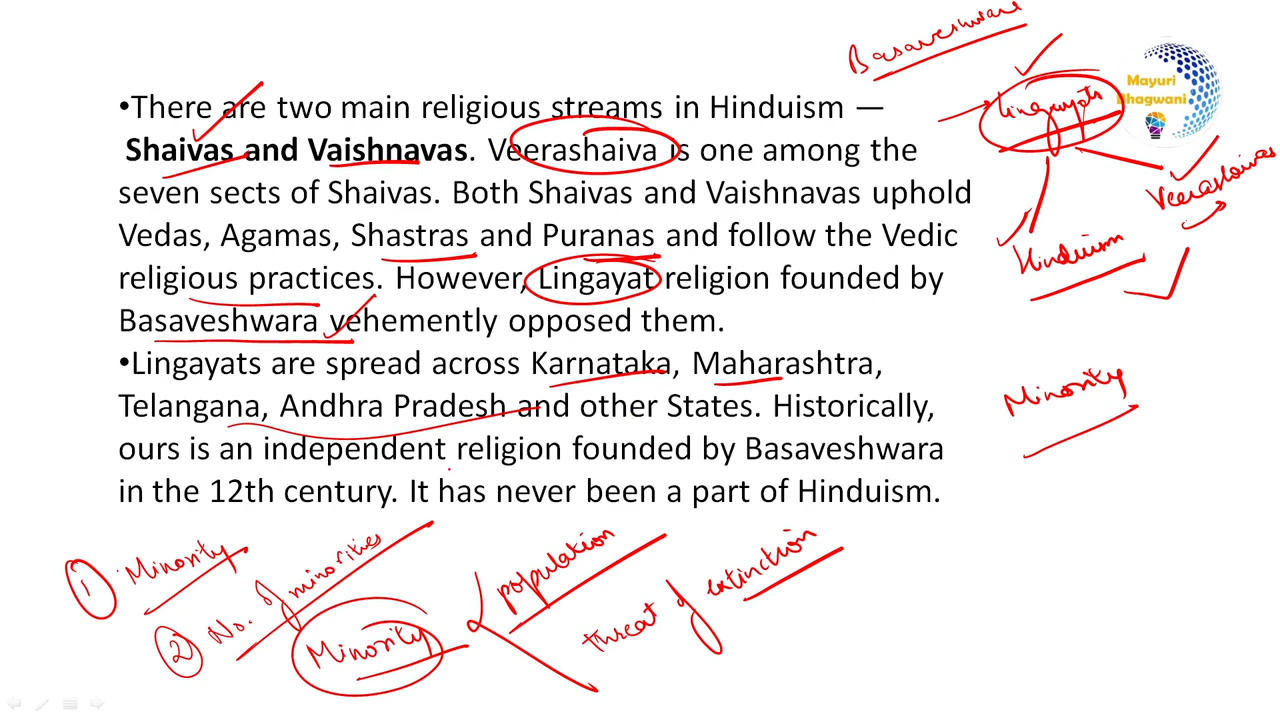 Basaveshwara
Lingayats
Mayuri
Bhagwani
Veerashaivas
Hinduism
Minority
•There are two main religious streams in Hinduism —
Shaivas and Vaishnavas. Veerashaiva is one among the
seven sects of Shaivas. Both Shaivas and Vaishnavas uphold
Vedas, Agamas, Shastras and Puranas and follow the Vedic
religious practices. However, Lingayat religion founded by
Basaveshwara vehemently opposed them.
•Lingayats are spread across Karnataka, Maharashtra,
Telangana, Andhra Pradesh and other States. Historically,
ours is an independent religion founded by Basaveshwara
in the 12th century. It has never been a part of Hinduism.
1 Minority
2 No. of minorities
Minority
population
threat of extinction